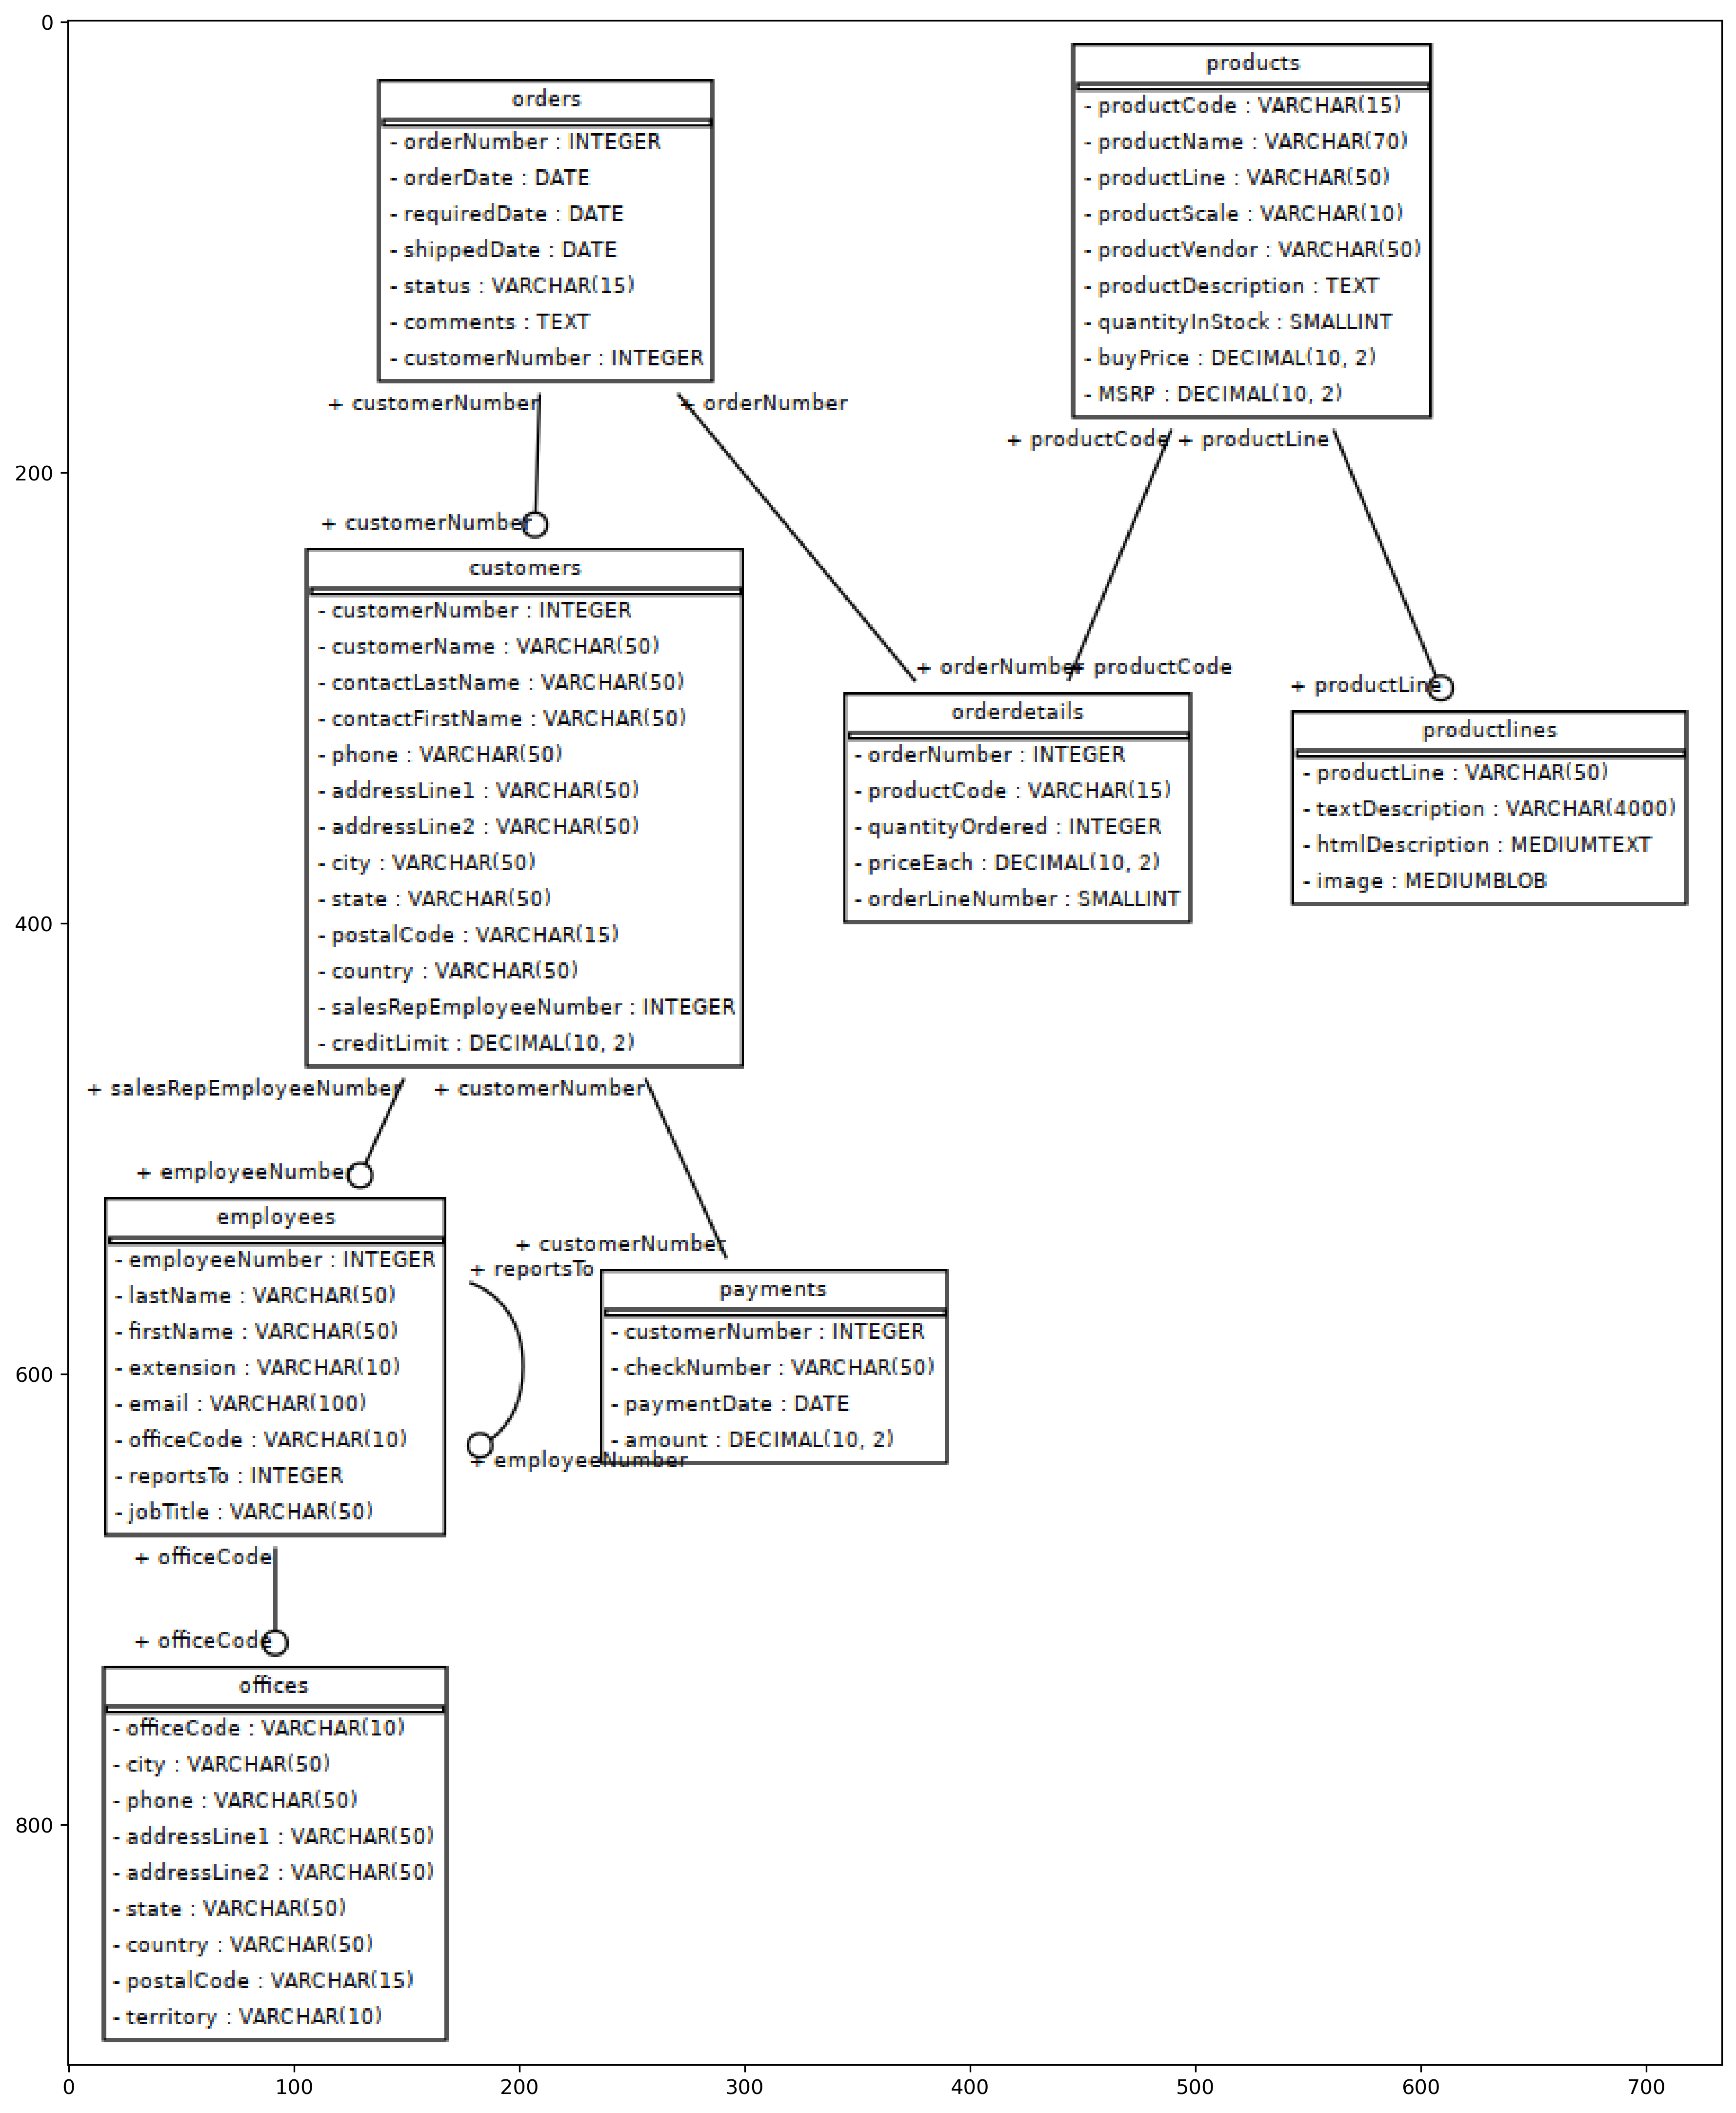 0
products
- productCode : VARCHAR(15)
- productName : VARCHAR(70)
- productLine : VARCHAR(50)
- productScale : VARCHAR(10)
- productVendor : VARCHAR(50)
- productDescription : TEXT
- quantityInStock : SMALLINT
- buyPrice : DECIMAL(10, 2)
- MSRP : DECIMAL(10, 2)
orders
- orderNumber : INTEGER
- orderDate : DATE
- requiredDate : DATE
- shippedDate : DATE
- status : VARCHAR(15)
- comments : TEXT
- customerNumber : INTEGER
+ customerNumber
+ orderNumber
+ productCode
+ productLine
200
+ customerNumber
customers
- customerNumber : INTEGER
- customerName : VARCHAR(50)
- contactLastName : VARCHAR(50)
- contactFirstName : VARCHAR(50)
- phone : VARCHAR(50)
- addressLine1 : VARCHAR(50)
- addressLine2 : VARCHAR(50)
- city : VARCHAR(50)
- state : VARCHAR(50)
- postalCode : VARCHAR(15)
- country : VARCHAR(50)
- salesRepEmployeeNumber : INTEGER
- creditLimit : DECIMAL(10, 2)
+ orderNumber
+ productCode
orderdetails
- orderNumber : INTEGER
- productCode : VARCHAR(15)
- quantityOrdered : INTEGER
- priceEach : DECIMAL(10, 2)
- orderLineNumber : SMALLINT
+ productLine
productlines
- productLine : VARCHAR(50)
- textDescription : VARCHAR(4000)
- htmlDescription : MEDIUMTEXT
- image : MEDIUMBLOB
400
+ salesRepEmployeeNumber
+ customerNumber
+ employeeNumber
employees
- employeeNumber : INTEGER
- lastName : VARCHAR(50)
- firstName : VARCHAR(50)
- extension : VARCHAR(10)
- email : VARCHAR(100)
- officeCode : VARCHAR(10)
- reportsTo : INTEGER
- jobTitle : VARCHAR(50)
+ customerNumber
+ reportsTo
payments
- customerNumber : INTEGER
- checkNumber : VARCHAR(50)
- paymentDate : DATE
- amount : DECIMAL(10, 2)
+ employeeNumber
600
+ officeCode
+ officeCode
offices
- officeCode : VARCHAR(10)
- city : VARCHAR(50)
- phone : VARCHAR(50)
- addressLine1 : VARCHAR(50)
- addressLine2 : VARCHAR(50)
- state : VARCHAR(50)
- country : VARCHAR(50)
- postalCode : VARCHAR(15)
- territory : VARCHAR(10)
800
0 100 200 300 400 500 600 700